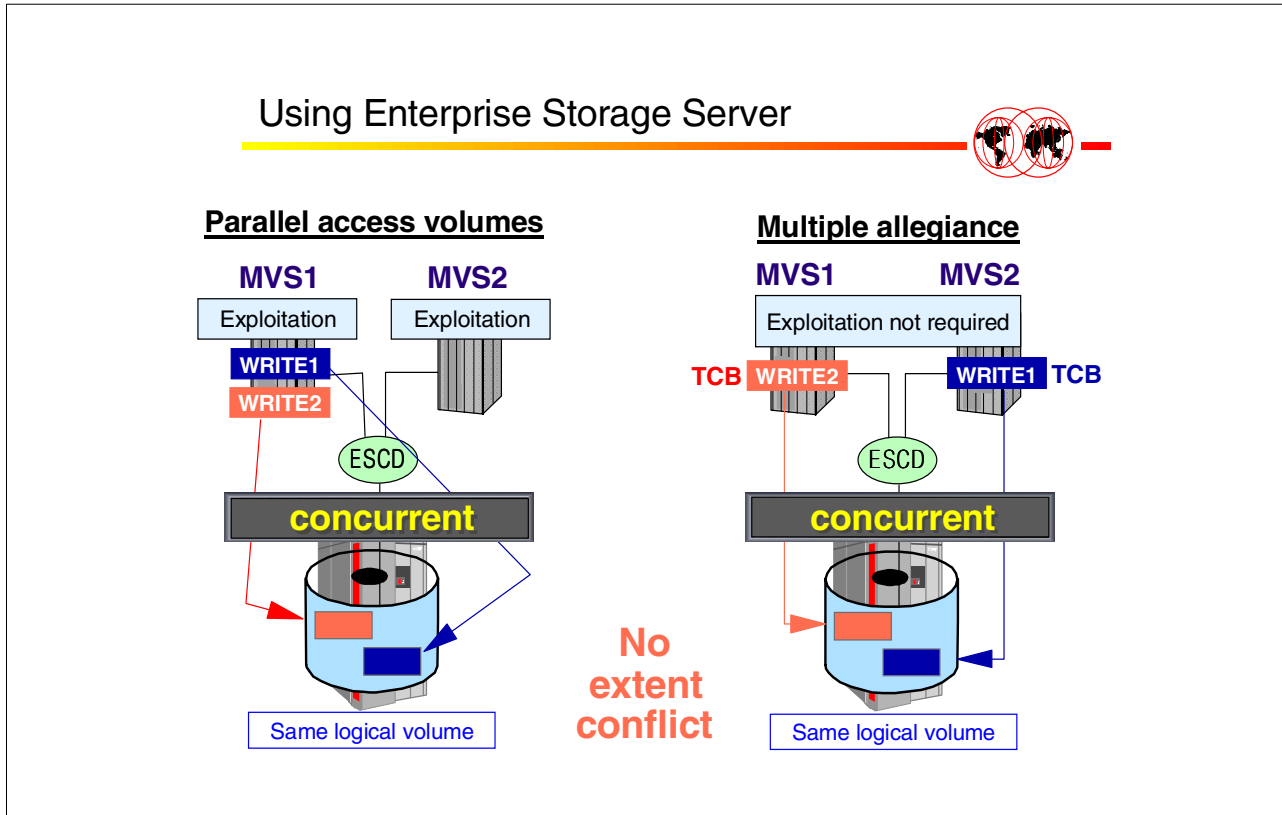 Using Enterprise Storage Server
Parallel access volumes
MVS1
MVS2
Exploitation
Exploitation
WRITE1
WRITE2
ESCD
concurrent
Same logical volume
No
extent
conflict
Multiple allegiance
MVS1
MVS2
Exploitation not required
TCB WRITE2
WRITE1 TCB
ESCD
concurrent
Same logical volume